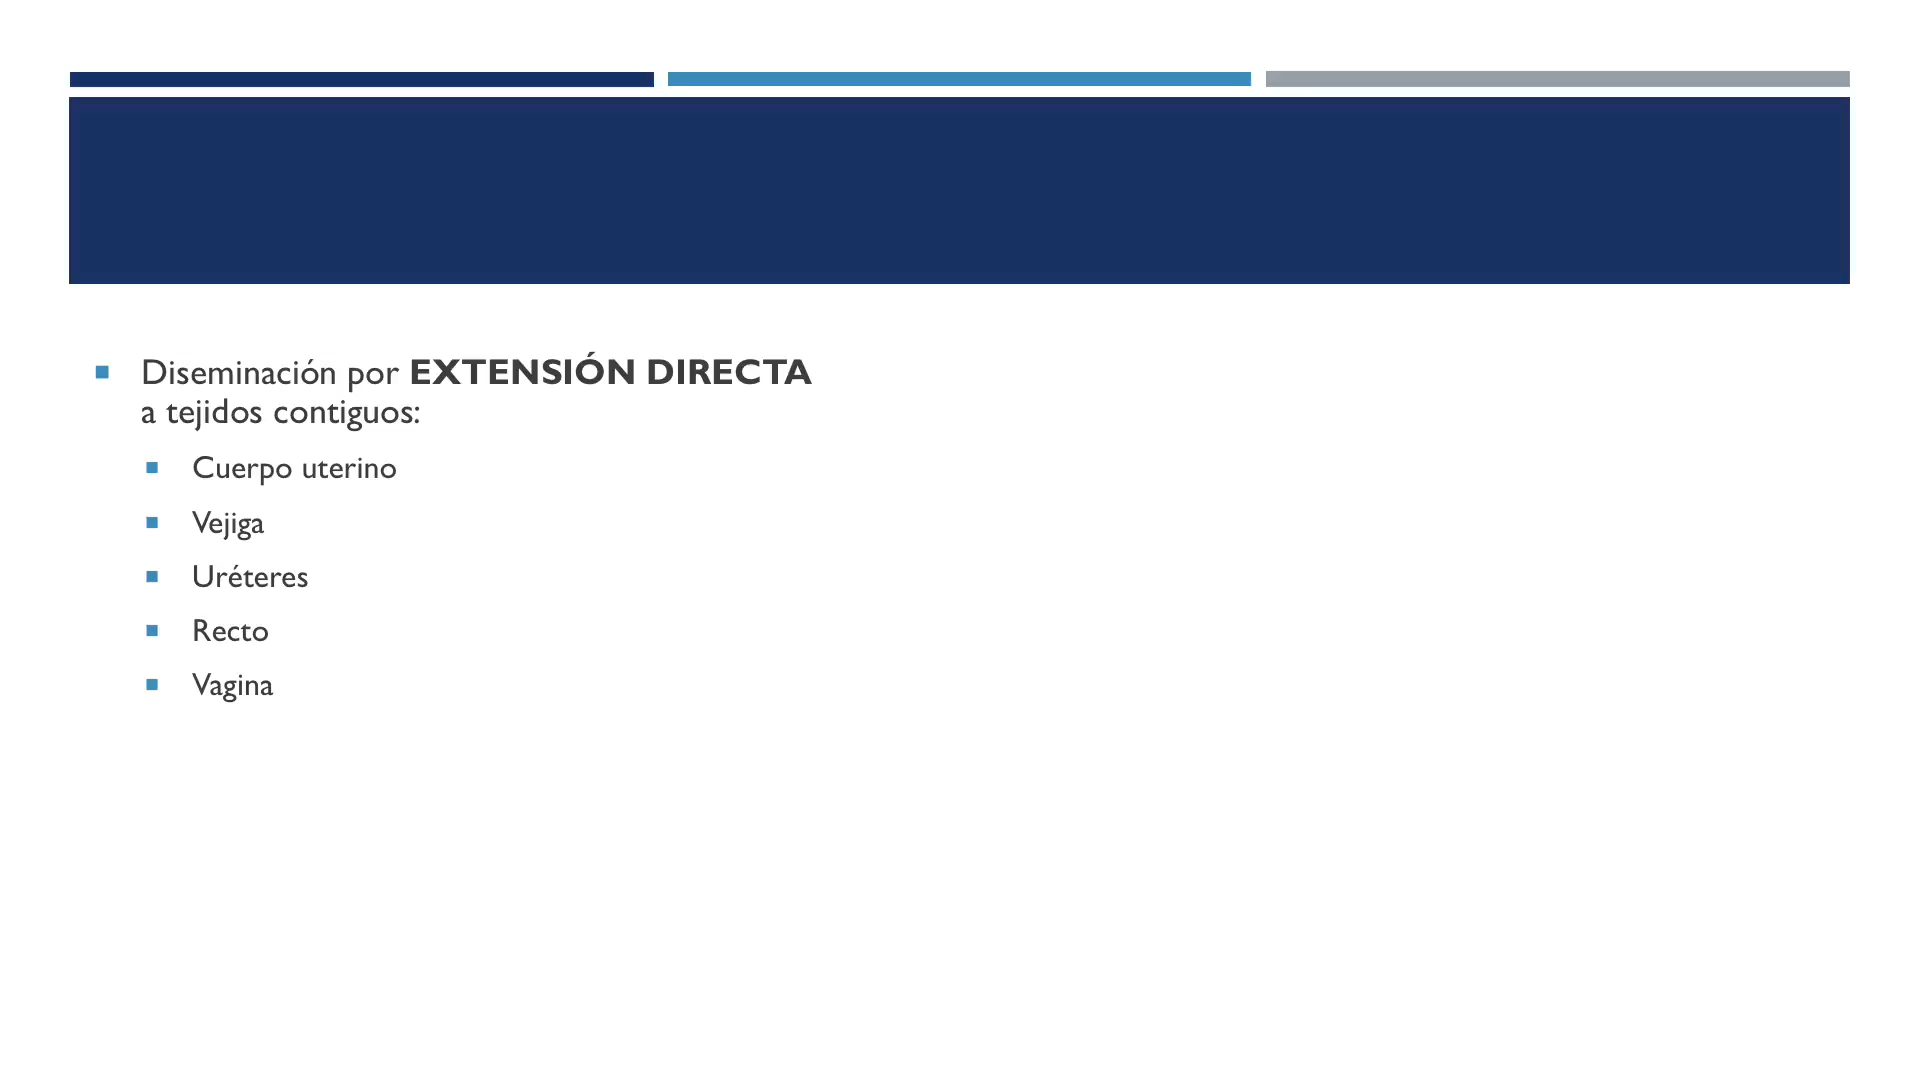 Diseminación por EXTENSIÓN DIRECTA
a tejidos contiguos:
Cuerpo uterino
Vejiga
Uréteres
Recto
Vagina